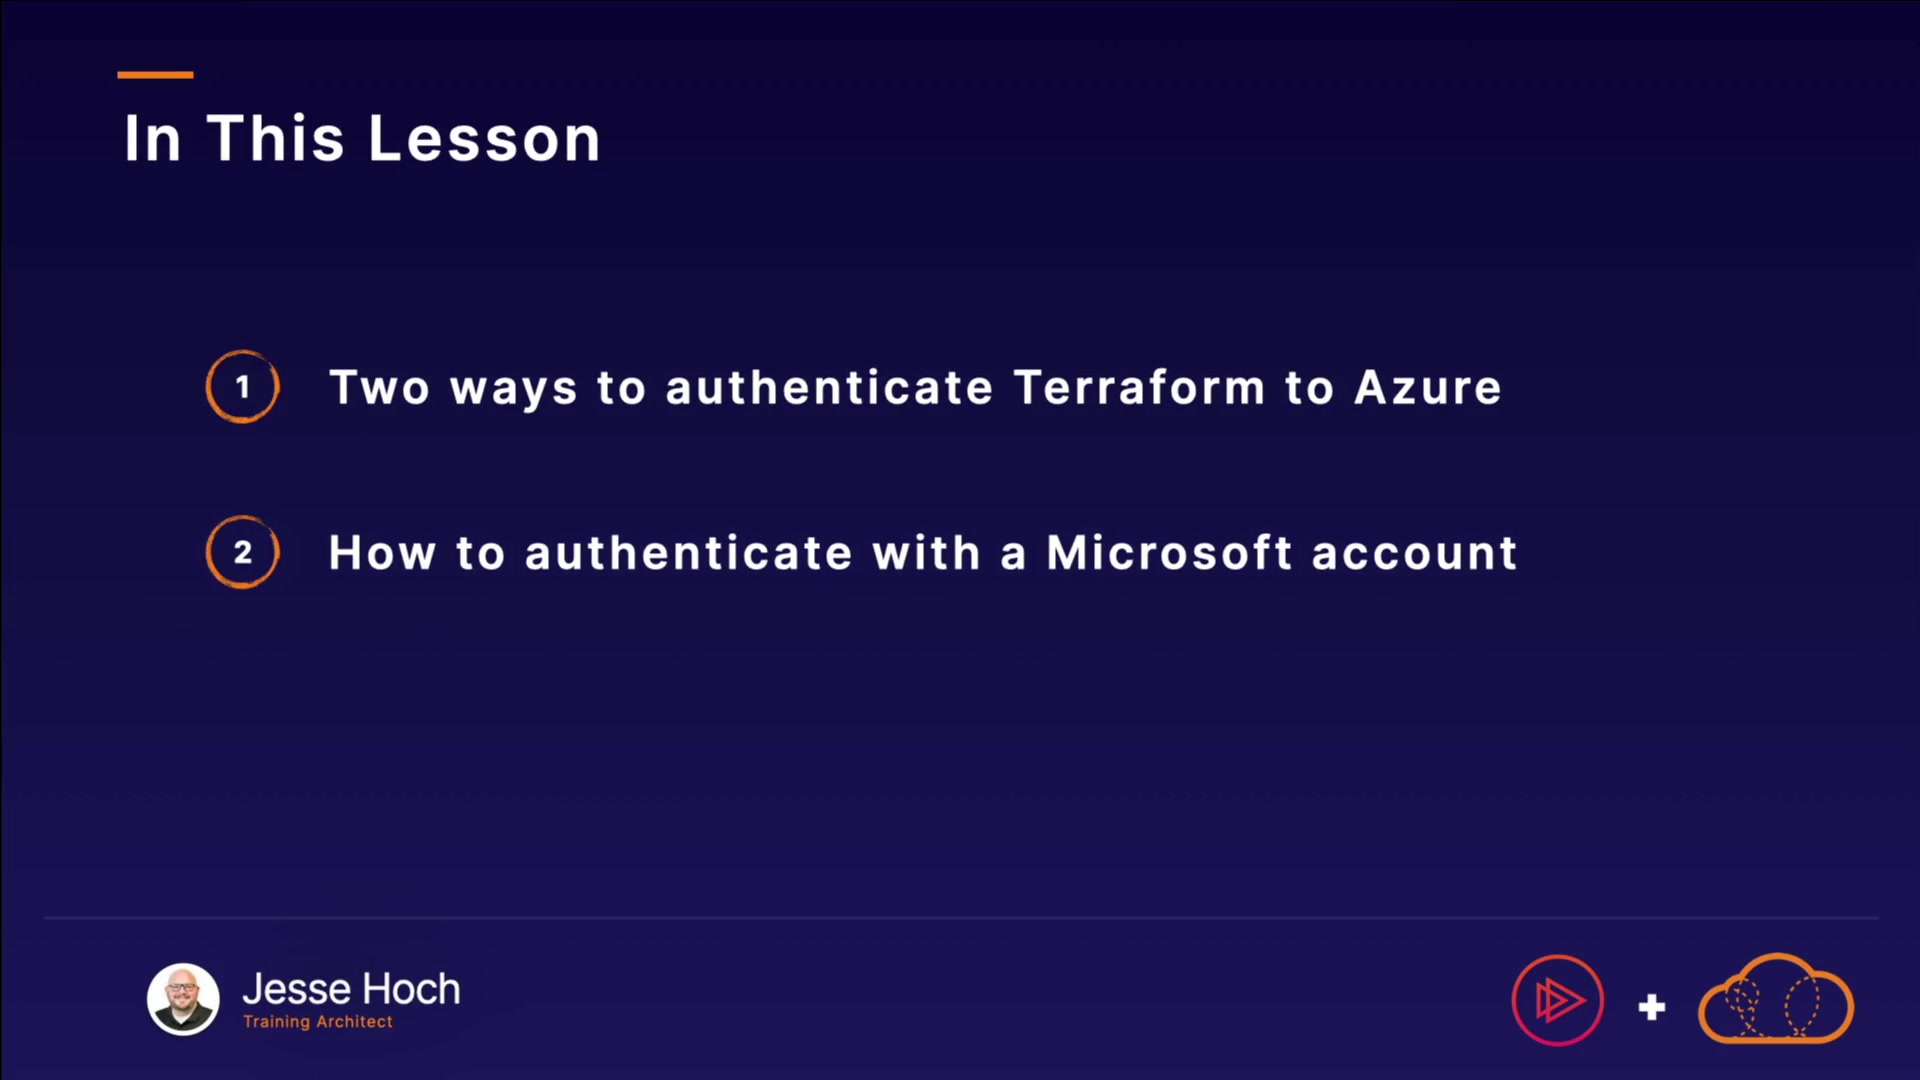 In This Lesson
1 Two ways to authenticate Terraform to Azure
2 How to authenticate with a Microsoft account
Jesse Hoch
Training Architect